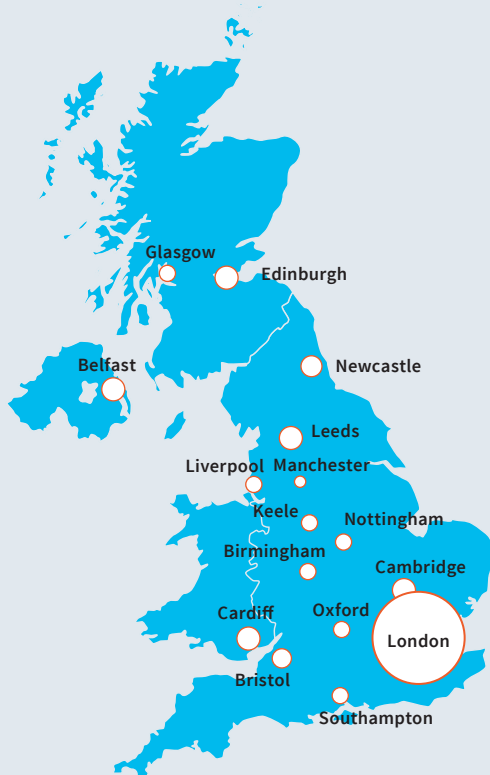 Glasgow
Edinburgh
Belfast
Newcastle
Leeds
Liverpool
Manchester
Keele
Nottingham
Birmingham
Cambridge
Cardiff
Oxford
London
Bristol
Southampton